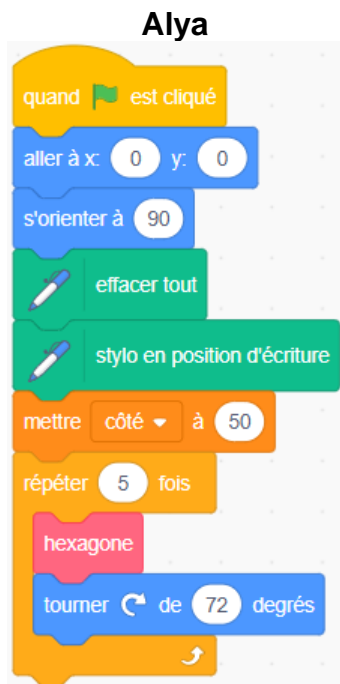 Alya
quand est cliqué
aller à x: 0 y: 0
s'orienter à 90
effacer tout
stylo en position d'écriture
mettre côté à 50
répéter 5 fois
hexagone
tourner de 72 degrés